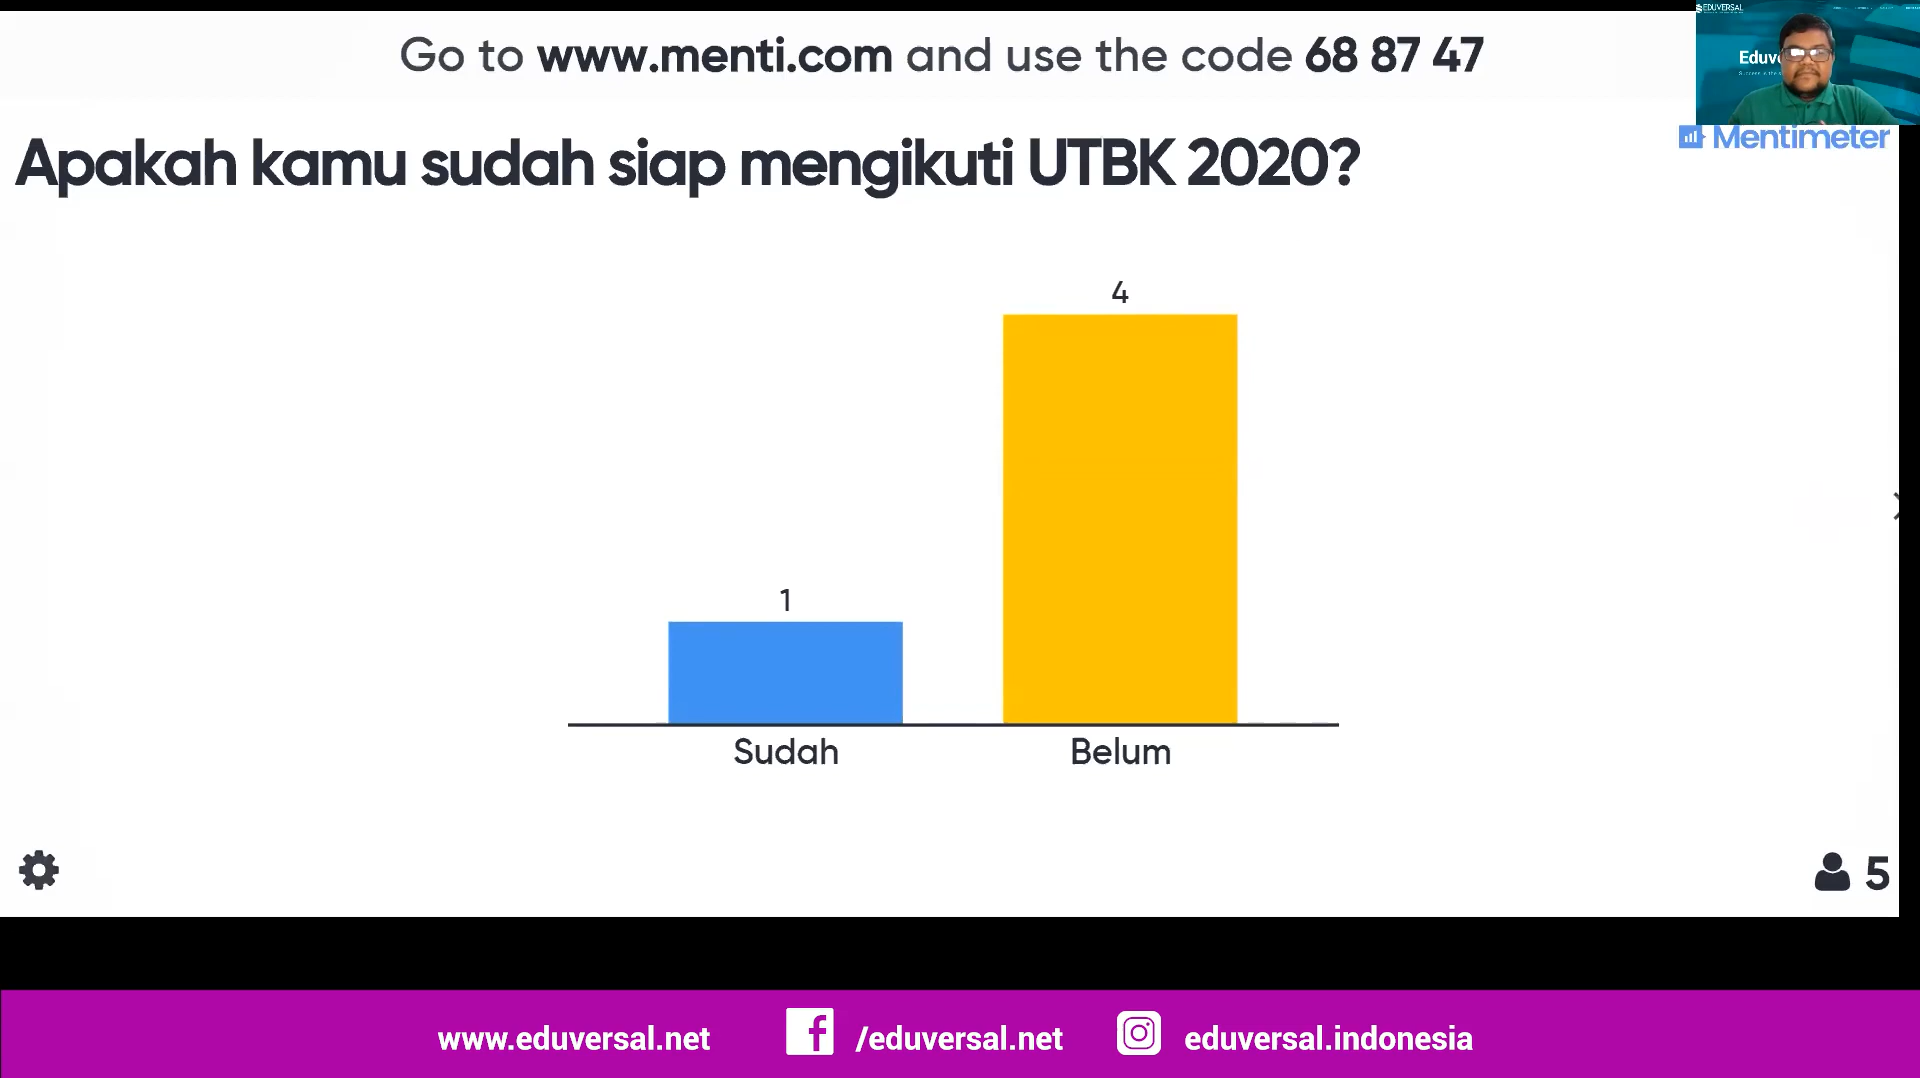 Go to www.menti.com and use the code 68 87 47
EDUVERSAL
Mentimeter
Apakah kamu sudah siap mengikuti UTBK 2020?
4
1
Sudah
Belum
5
www.eduversal.net
/eduversal.net
eduversal.indonesia